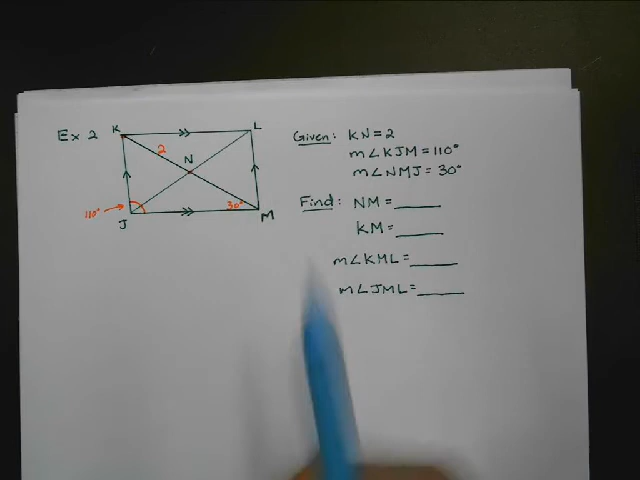 Ex 2
K
L
2
N
30°
110°
J
M
Given: KN = 2
m∠KJM = 110°
m∠NMJ = 30°
Find: NM = ____
KM = ____
m∠KML = ____
m∠JML = ____